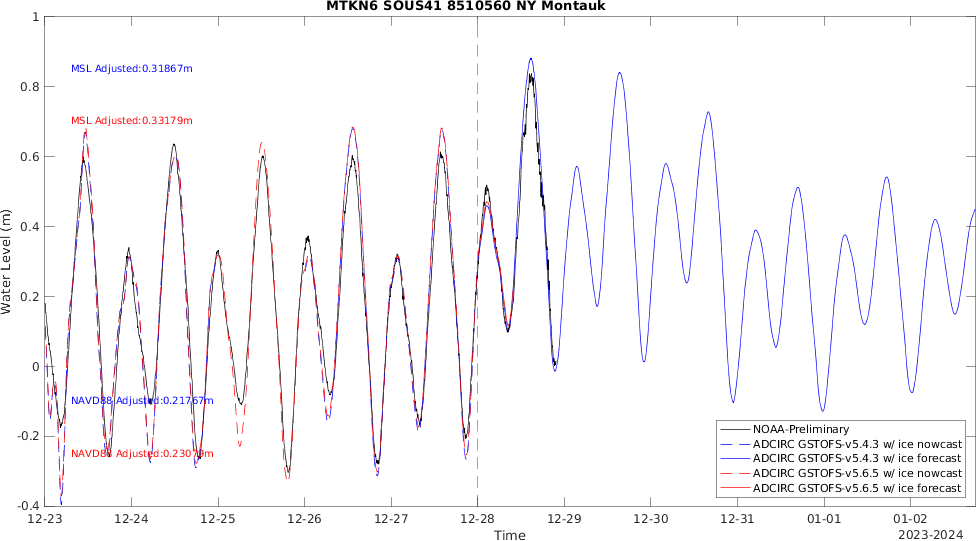 MTKN6 SOUS41 8510560 NY Montauk
1
0.8
0.6
0.4
0.2
0
-0.2
-0.4
Water Level (m)
MSL Adjusted:0.31867m
MSL Adjusted:0.33179m
NAVD88 Adjusted:0.21767m
NAVD88 Adjusted:0.23079m
NOAA-Preliminary
ADCIRC GSTOFS-v5.4.3 w/ ice nowcast
ADCIRC GSTOFS-v5.4.3 w/ ice forecast
ADCIRC GSTOFS-v5.6.5 w/ ice nowcast
ADCIRC GSTOFS-v5.6.5 w/ ice forecast
12-23 12-24 12-25 12-26 12-27 12-28 12-29 12-30 12-31 01-01 01-02
Time
2023-2024